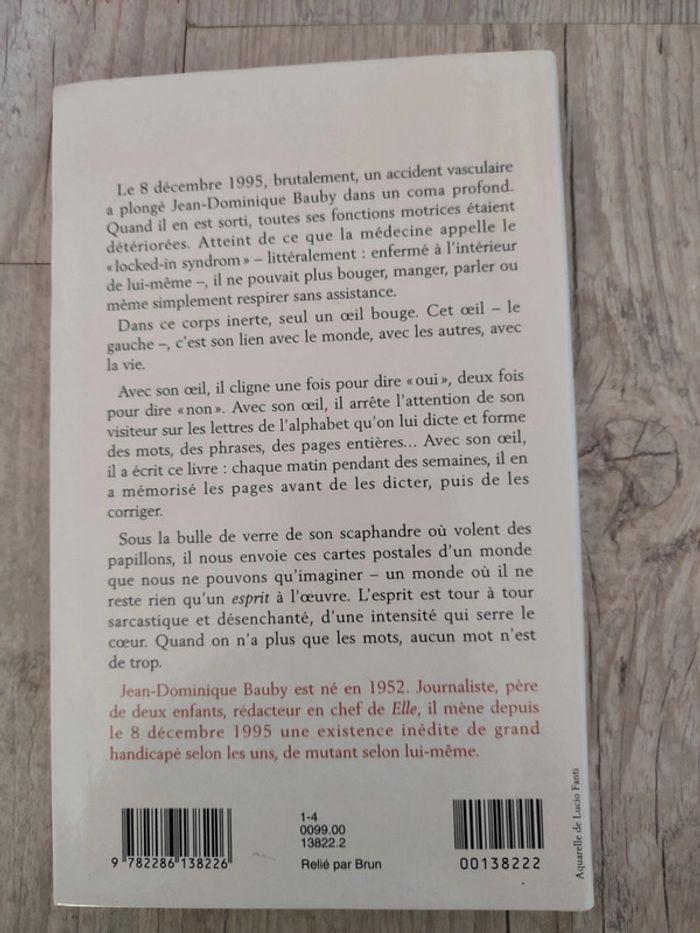 Le 8 décembre 1995, brutalement, un accident vasculaire
a plongé Jean-Dominique Bauby dans un coma profond.
Quand il en est sorti, toutes ses fonctions motrices étaient
détériorées. Atteint de ce que la médecine appelle le
« locked-in syndrom » – littéralement : enfermé à l'intérieur
de lui-même –, il ne pouvait plus bouger, manger, parler ou
même simplement respirer sans assistance.
Dans ce corps inerte, seul un œil bouge. Cet œil – le
gauche –, c'est son lien avec le monde, avec les autres, avec
la vie.
Avec son œil, il cligne une fois pour dire « oui », deux fois
pour dire « non ». Avec son œil, il arrête l'attention de son
visiteur sur les lettres de l'alphabet qu'on lui dicte et forme
des mots, des phrases, des pages entières... Avec son œil,
il a écrit ce livre : chaque matin pendant des semaines, il en
a mémorisé les pages avant de les dicter, puis de les
corriger.
Sous la bulle de verre de son scaphandre où volent des
papillons, il nous envoie ces cartes postales d'un monde
que nous ne pouvons qu'imaginer – un monde où il ne
reste rien qu'un esprit à l'œuvre. L'esprit est tour à tour
sarcastique et désenchanté, d'une intensité qui serre le
cœur. Quand on n'a plus que les mots, aucun mot n'est
de trop.
Jean-Dominique Bauby est né en 1952. Journaliste, père
de deux enfants, rédacteur en chef de Elle, il mène depuis
le 8 décembre 1995 une existence inédite de grand
handicapé selon les uns, de mutant selon lui-même.
9 782286 138226
1-4
0099.00
13822.2
Relié par Brun
00138222
Aquarelle de Lucio Fanti